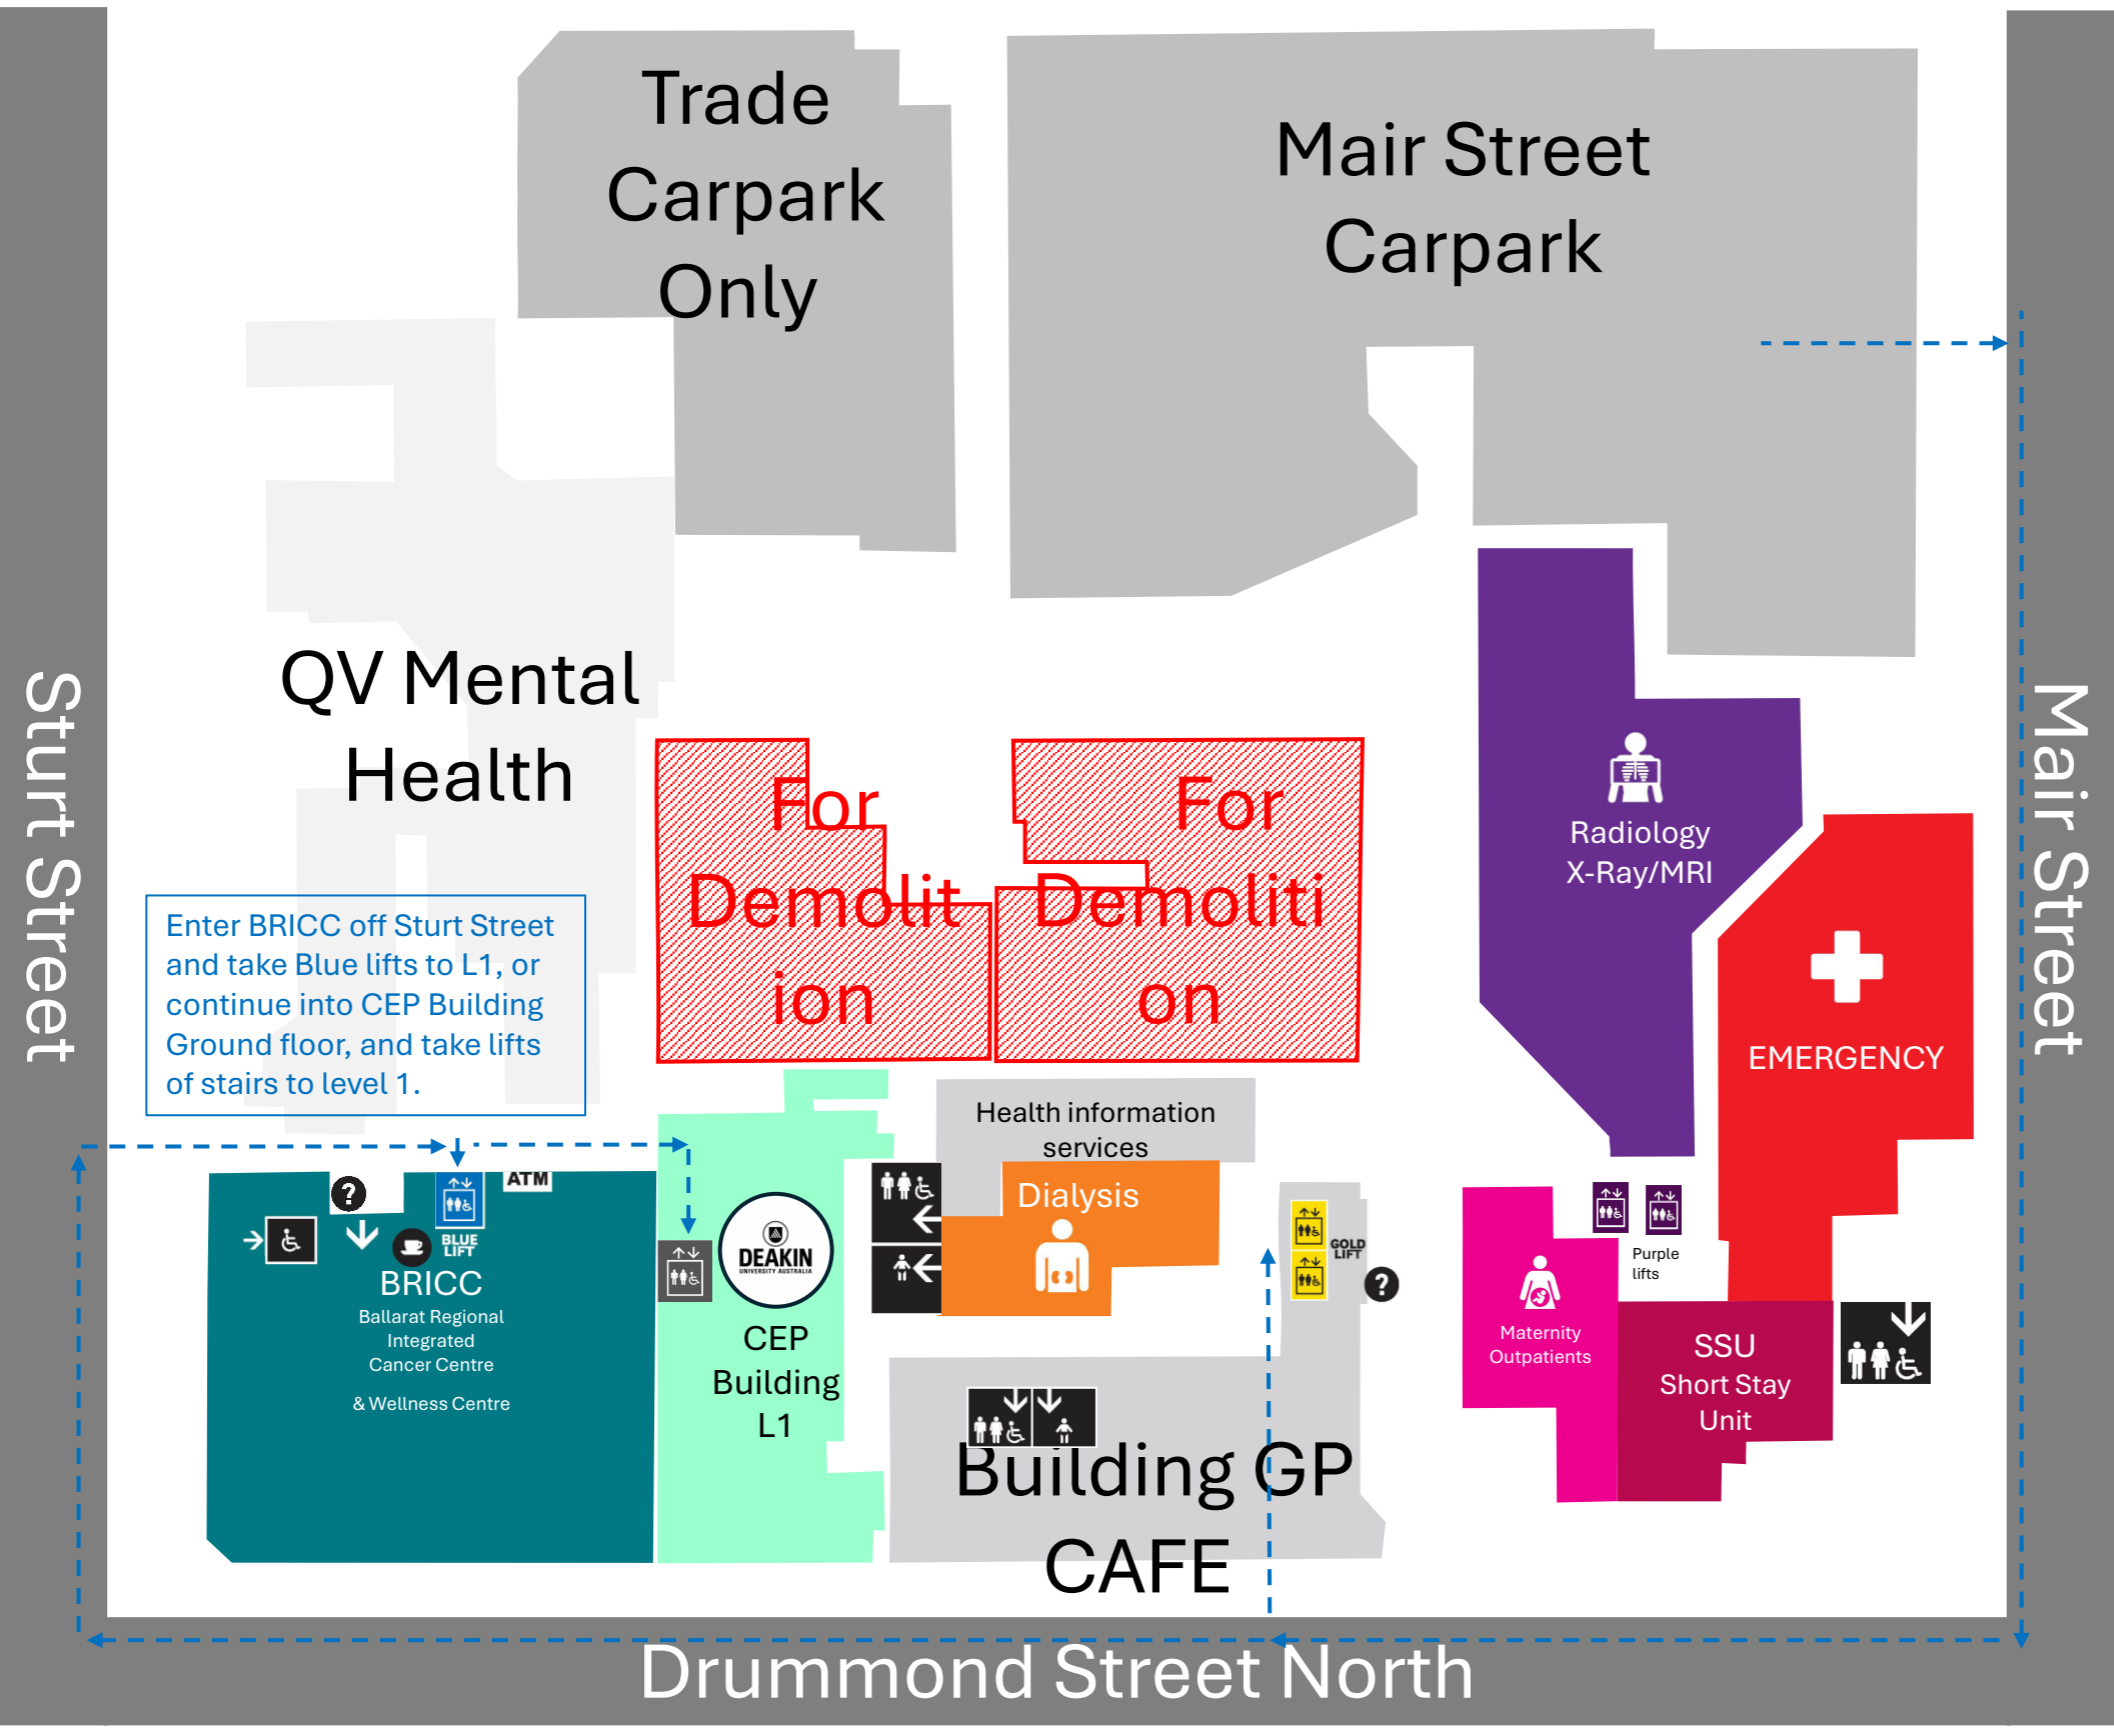 Trade
Carpark
Only
Mair Street
Carpark
QV Mental
Health
Sturt Street
Mair Street
For
Demolit
ion
For
Demoliti
on
Radiology
X-Ray/MRI
EMERGENCY
Enter BRICC off Sturt Street
and take Blue lifts to L1, or
continue into CEP Building
Ground floor, and take lifts
of stairs to level 1.
Health information
services
Dialysis
?
ATM
BLUE
LIFT
BRICC
Ballarat Regional
Integrated
Cancer Centre
& Wellness Centre
DEAKIN
UNIVERSITY AUSTRALIA
CEP
Building
L1
GOLD
LIFT
?
Purple
lifts
Maternity
Outpatients
SSU
Short Stay
Unit
Building GP
CAFE
Drummond Street North